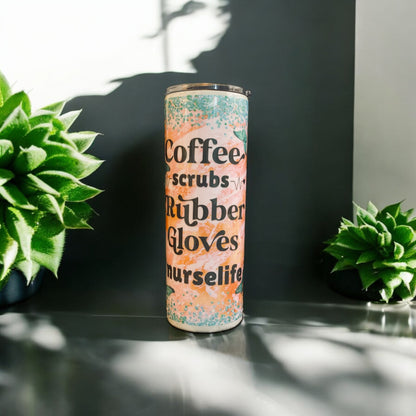 Coffee
scrubs
Rubber
Gloves
nurselife